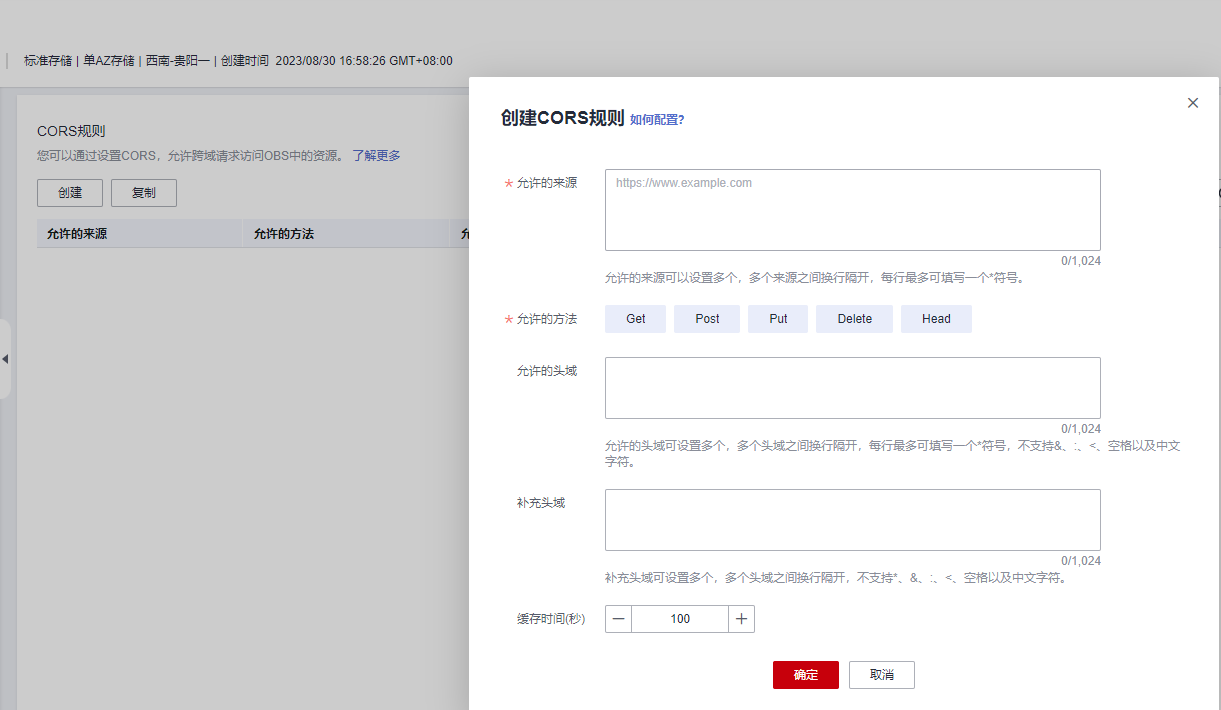 标准存储 | 单AZ存储 | 西南-贵阳一 | 创建时间 2023/08/30 16:58:26 GMT+08:00
CORS规则
您可以通过设置CORS，允许跨域请求访问OBS中的资源。 了解更多
创建 复制
允许的来源 允许的方法
创建CORS规则 如何配置?
* 允许的来源 https://www.example.com
0/1,024
允许的来源可以设置多个，多个来源之间换行隔开，每行最多可填写一个*符号。
* 允许的方法 Get Post Put Delete Head
允许的头域
0/1,024
允许的头域可设置多个，多个头域之间换行隔开，每行最多可填写一个*符号，不支持&、:、<、空格以及中文
字符。
补充头域
0/1,024
补充头域可设置多个，多个头域之间换行隔开，不支持*、&、:、<、空格以及中文字符。
缓存时间(秒) 100
确定 取消